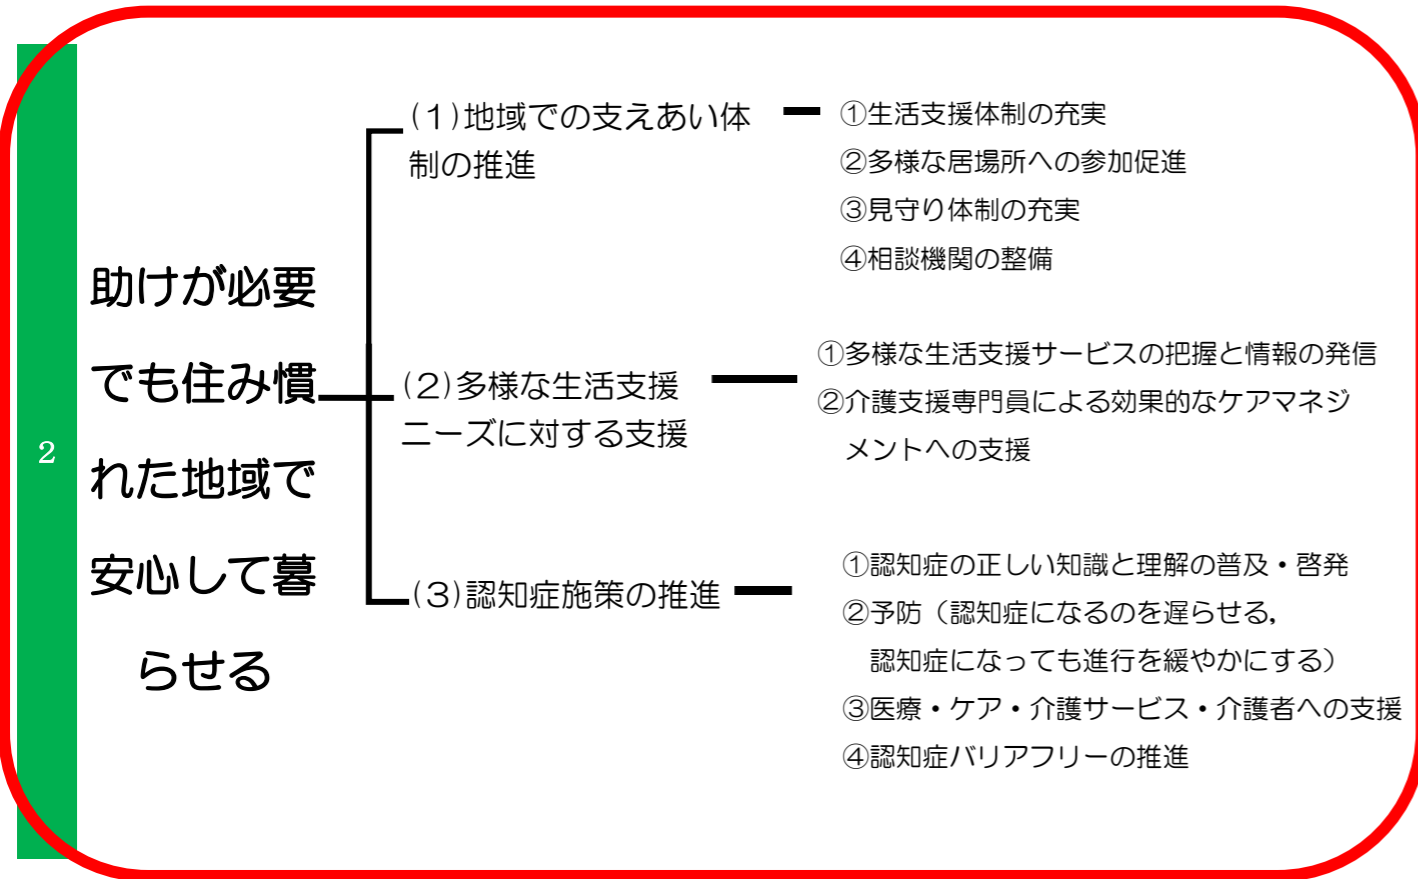 2
助けが必要
でも住み慣
れた地域で
安心して暮
らせる
(1)地域での支えあい体
制の推進
①生活支援体制の充実
②多様な居場所への参加促進
③見守り体制の充実
④相談機関の整備
(2)多様な生活支援
ニーズに対する支援
①多様な生活支援サービスの把握と情報の発信
②介護支援専門員による効果的なケアマネジ
メントへの支援
(3)認知症施策の推進
①認知症の正しい知識と理解の普及・啓発
②予防（認知症になるのを遅らせる，
認知症になっても進行を緩やかにする）
③医療・ケア・介護サービス・介護者への支援
④認知症バリアフリーの推進